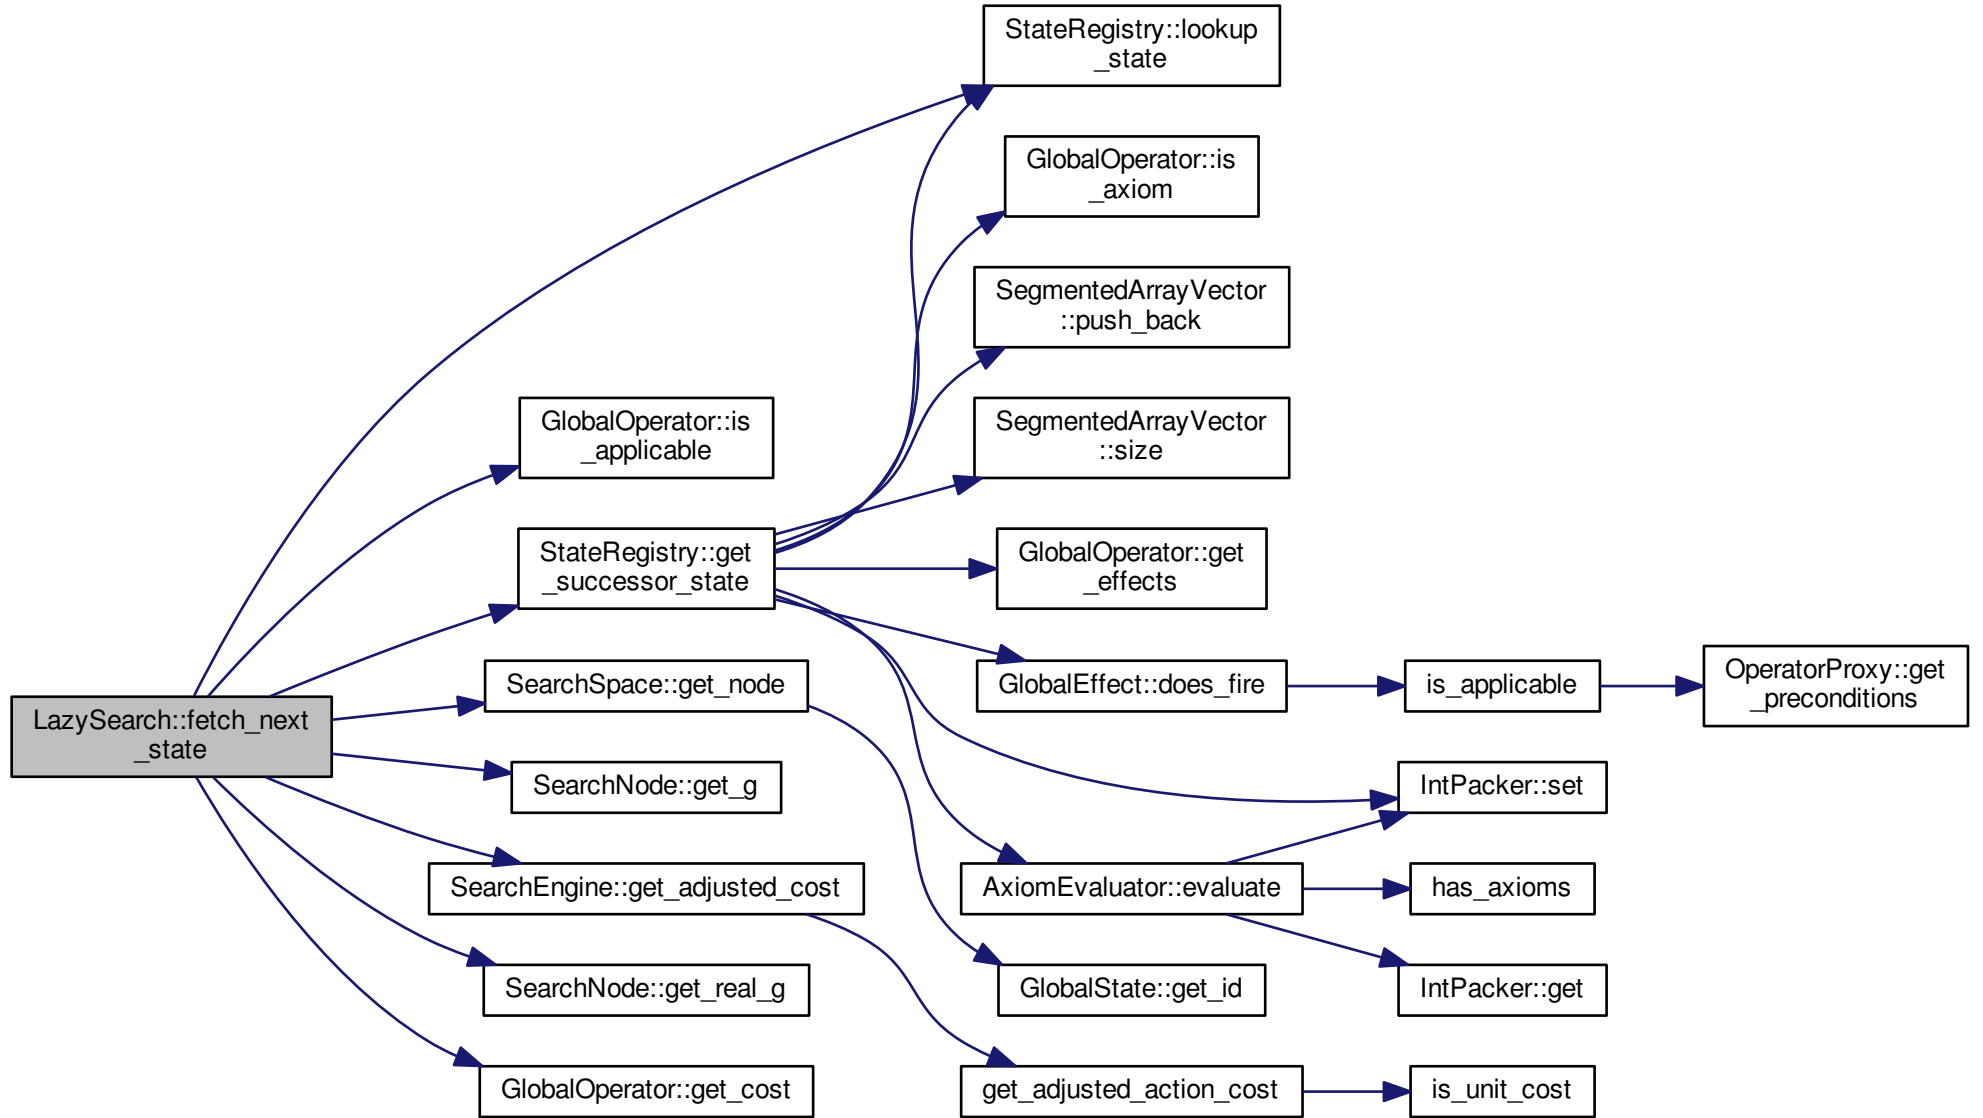 StateRegistry::lookup
_state
GlobalOperator::is
_axiom
SegmentedArrayVector
::push_back
GlobalOperator::is
_applicable
SegmentedArrayVector
::size
StateRegistry::get
_successor_state
GlobalOperator::get
_effects
LazySearch::fetch_next
_state
SearchSpace::get_node
GlobalEffect::does_fire
is_applicable
OperatorProxy::get
_preconditions
SearchNode::get_g
IntPacker::set
SearchEngine::get_adjusted_cost
AxiomEvaluator::evaluate
has_axioms
SearchNode::get_real_g
GlobalState::get_id
IntPacker::get
GlobalOperator::get_cost
get_adjusted_action_cost
is_unit_cost